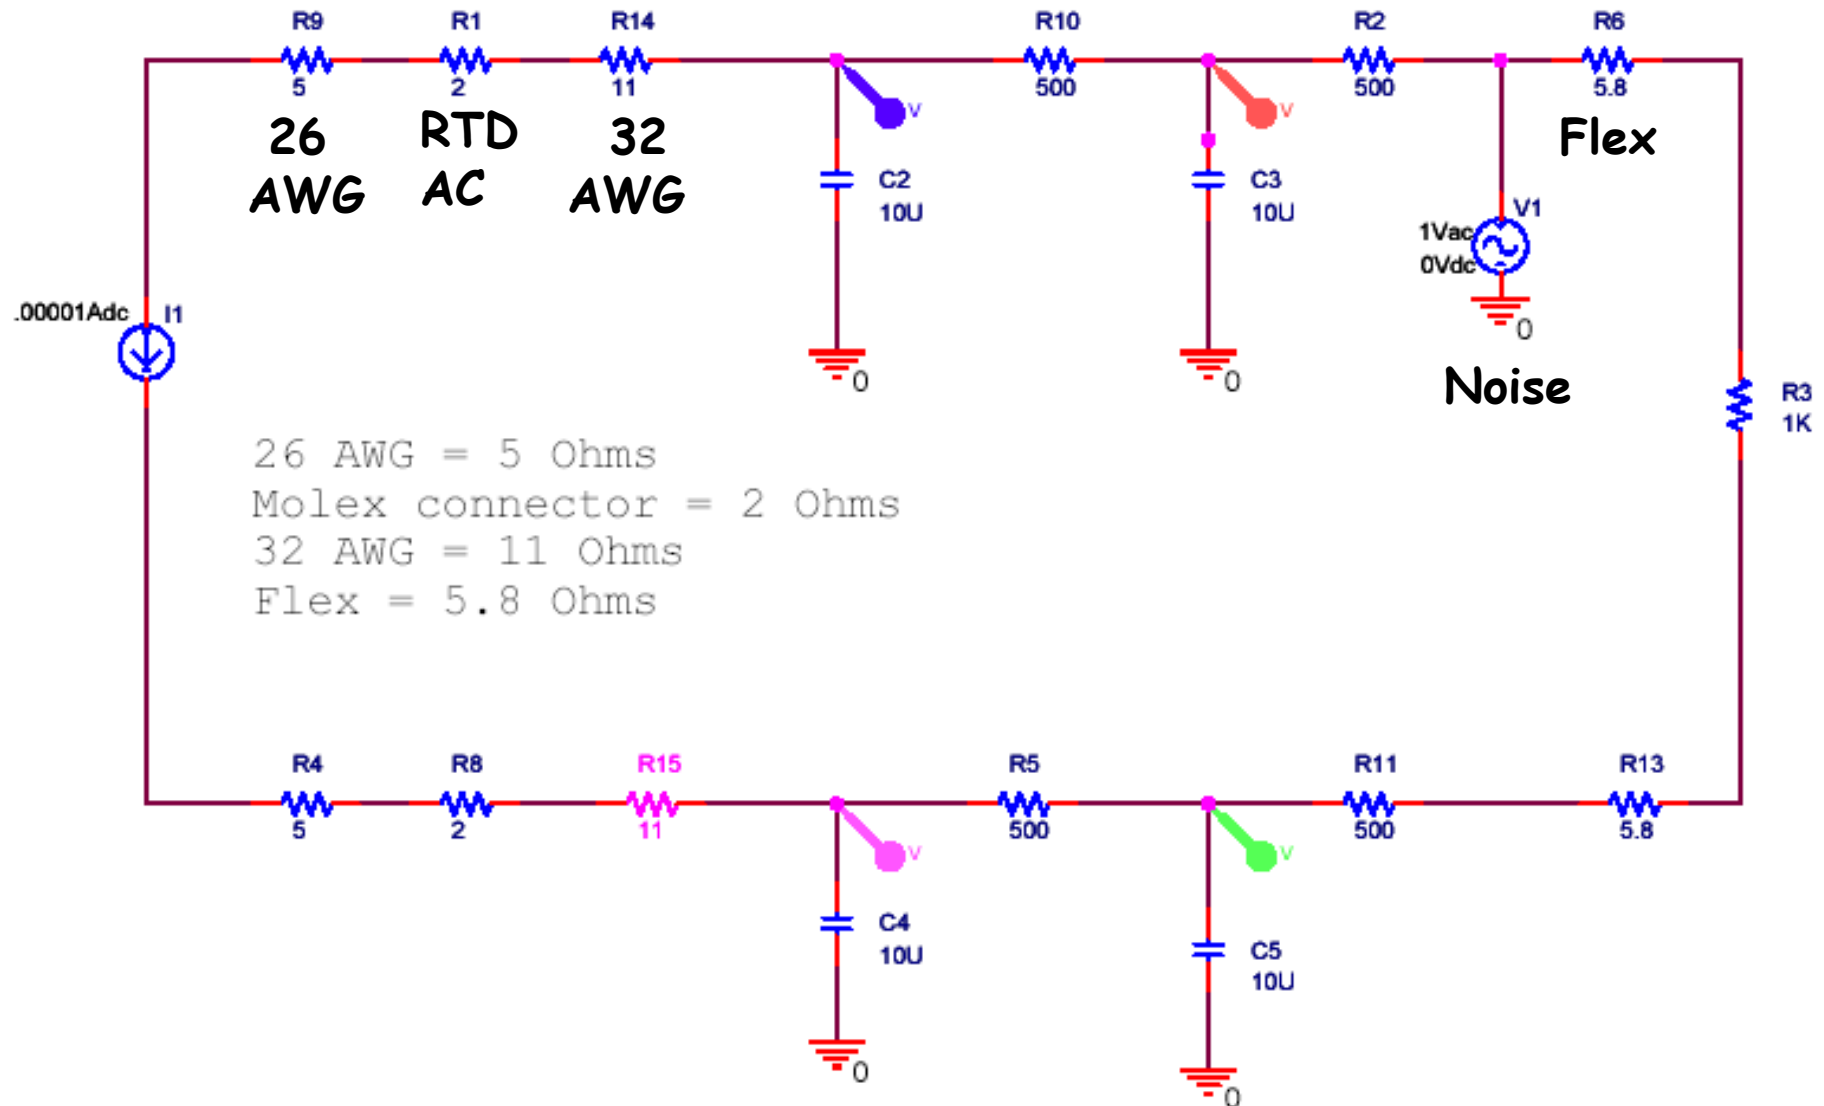 R9 R1 R14 R10 R2 R6
5 2 11 500 500 5.8
26 AWG
RTD AC
32 AWG
V
V
Flex
C2
10U
C3
10U
V1
1Vac
0Vdc
0
.00001Adc I1
0
0
Noise
R3
1K
26 AWG = 5 Ohms
Molex connector = 2 Ohms
32 AWG = 11 Ohms
Flex = 5.8 Ohms
R4 R8 R15 R5 R11 R13
5 2 11 500 500 5.8
V
V
C4
10U
C5
10U
0
0